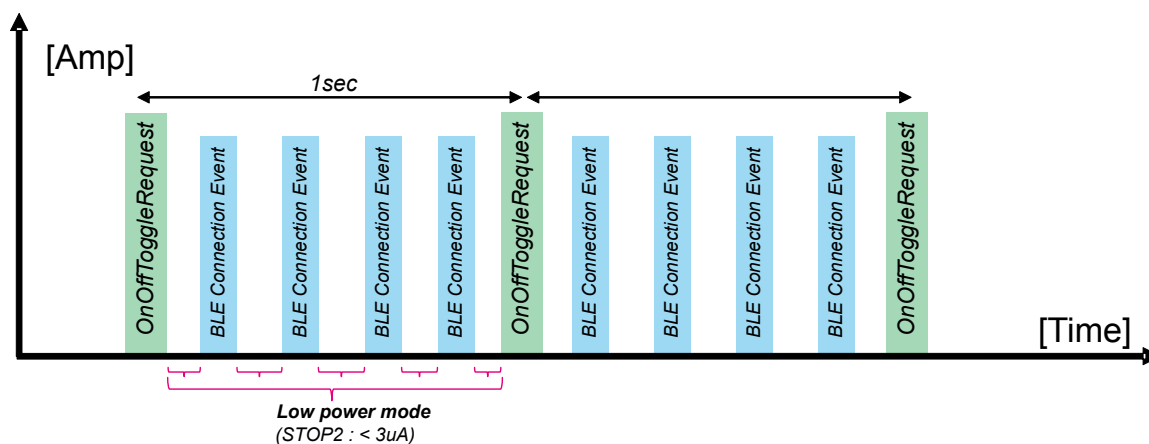 [Amp]
1sec
OnOffToggleRequest
BLE Connection Event
BLE Connection Event
BLE Connection Event
BLE Connection Event
OnOffToggleRequest
BLE Connection Event
BLE Connection Event
BLE Connection Event
BLE Connection Event
OnOffToggleRequest
[Time]
Low power mode
(STOP2 : < 3uA)